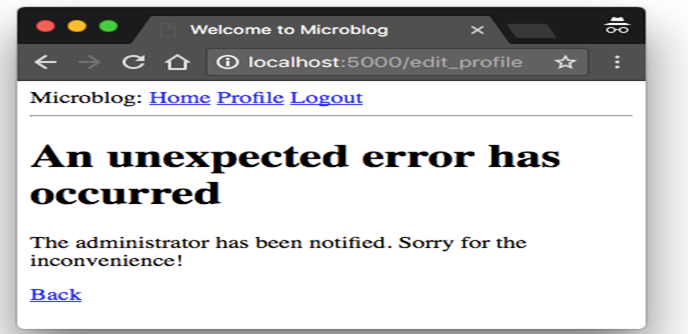 Welcome to Microblog
localhost:5000/edit_profile
Microblog: Home Profile Logout
An unexpected error has
occurred
The administrator has been notified. Sorry for the
inconvenience!
Back